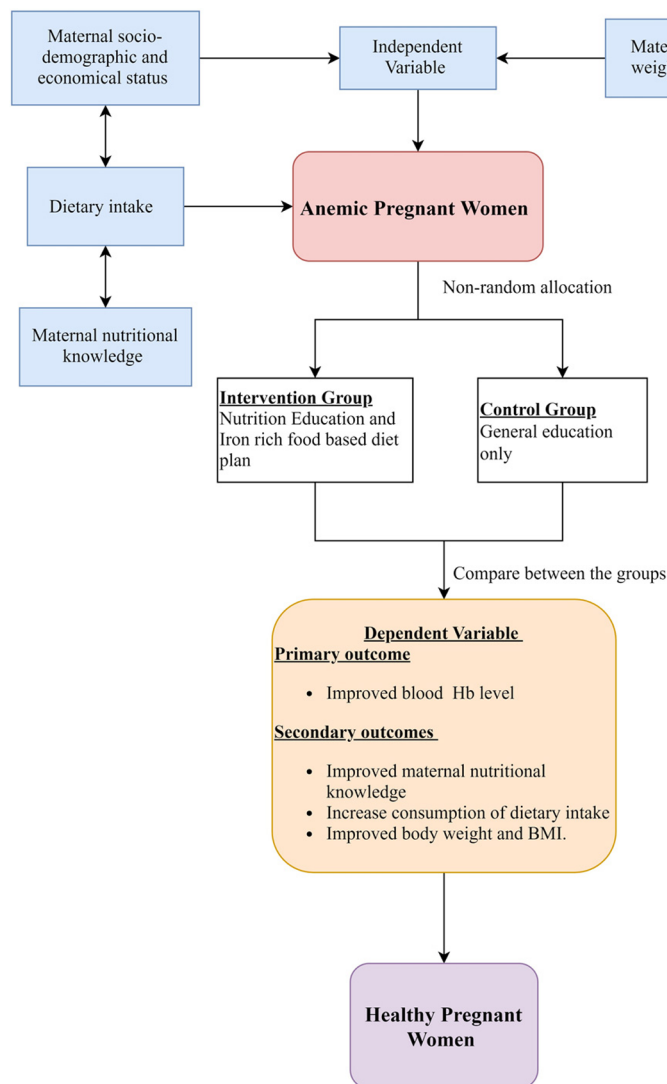 Maternal socio-
demographic and
economical status
Independent
Variable
weigh
Dietary intake
Anemic Pregnant Women
Maternal nutritional
knowledge
Non-random allocation
Intervention Group
Nutrition Education and
Iron rich food based diet
plan
Control Group
General education
only
Compare between the groups
Dependent Variable
Primary outcome
• Improved blood Hb level
Secondary outcomes
• Improved maternal nutritional
knowledge
• Increase consumption of dietary intake
• Improved body weight and BMI.
Healthy Pregnant
Women